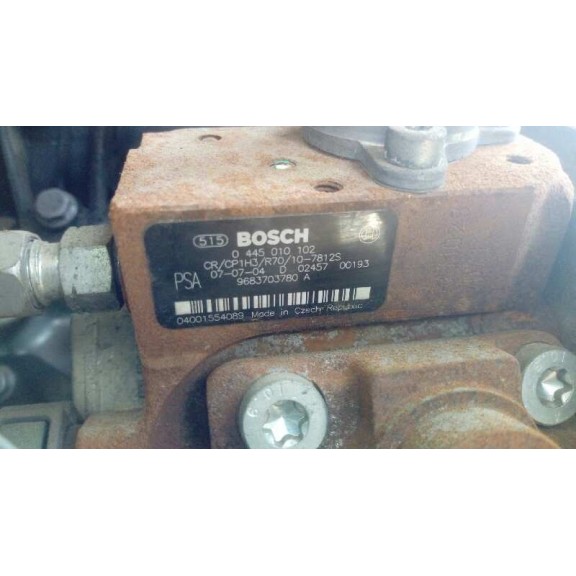 515 BOSCH
0 445 010 102
CR/CP1H3/R70/10-7812S
PSA 07-07-04 D 02457 00193
9683703780 A
04001554089 Made in Czech Republic